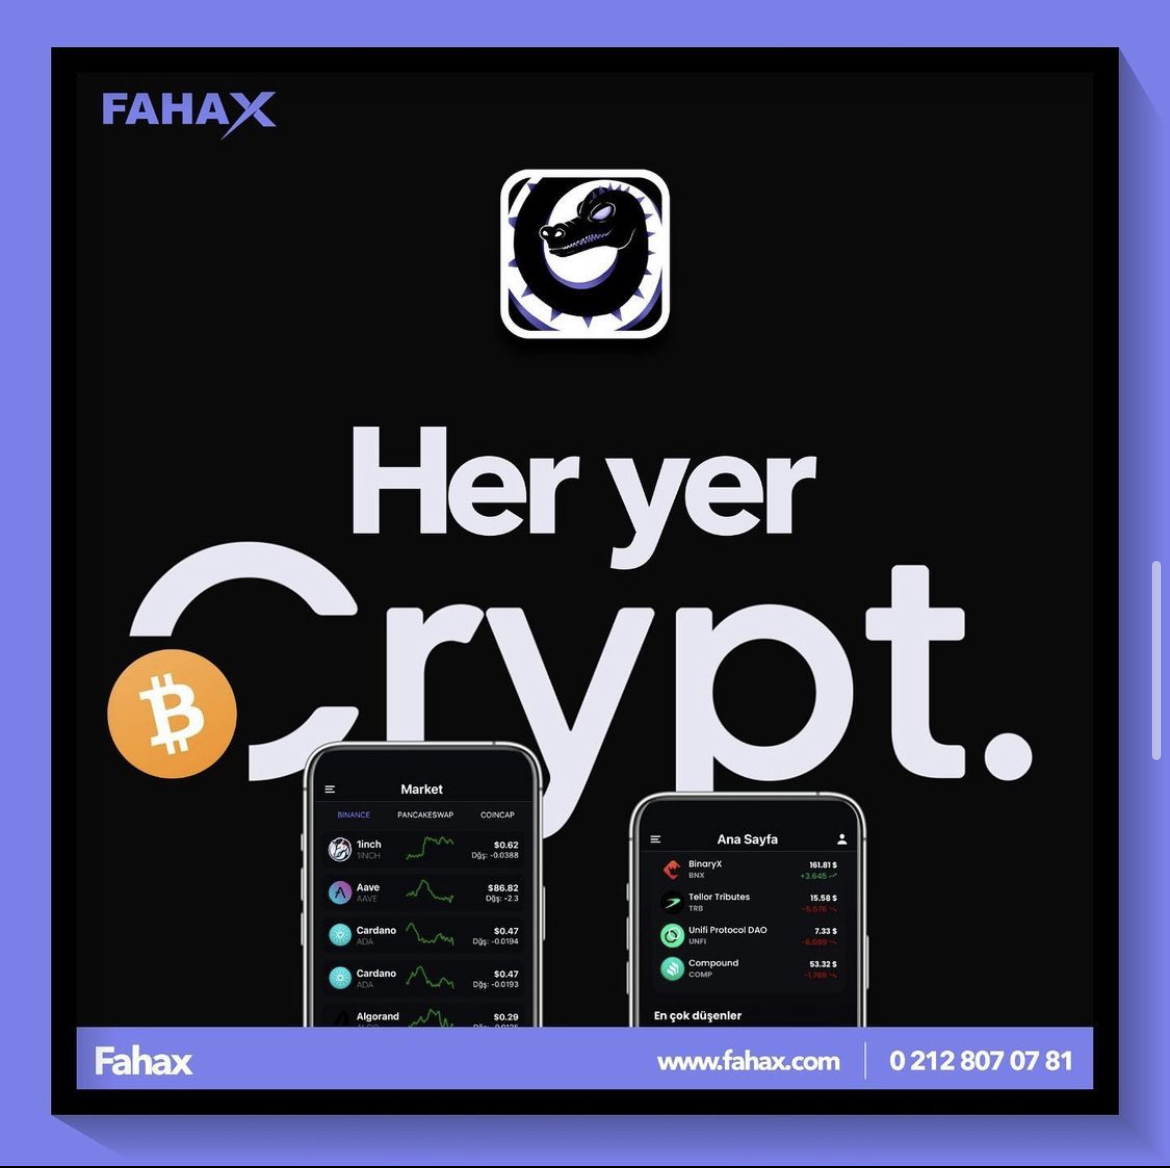 FAHAX
Her yer
Crypt.
Market
BINANCE PANCAKESWAP COINCAP
1inch $0.62
1INCH Dğş: -0.0388
Aave $86.82
AAVE Dğş: -2.3
Cardano $0.47
ADA Dğş: -0.0194
Cardano $0.47
ADA Dğş: -0.0193
Algorand $0.29
Ana Sayfa
BinaryX 161.81 $
BNX +3.645
Tellor Tributes 15.58 $
TRB
Unifi Protocol DAO 7.33 $
UNFI
Compound 53.32 $
COMP
En çok düşenler
Fahax
www.fahax.com
0 212 807 07 81